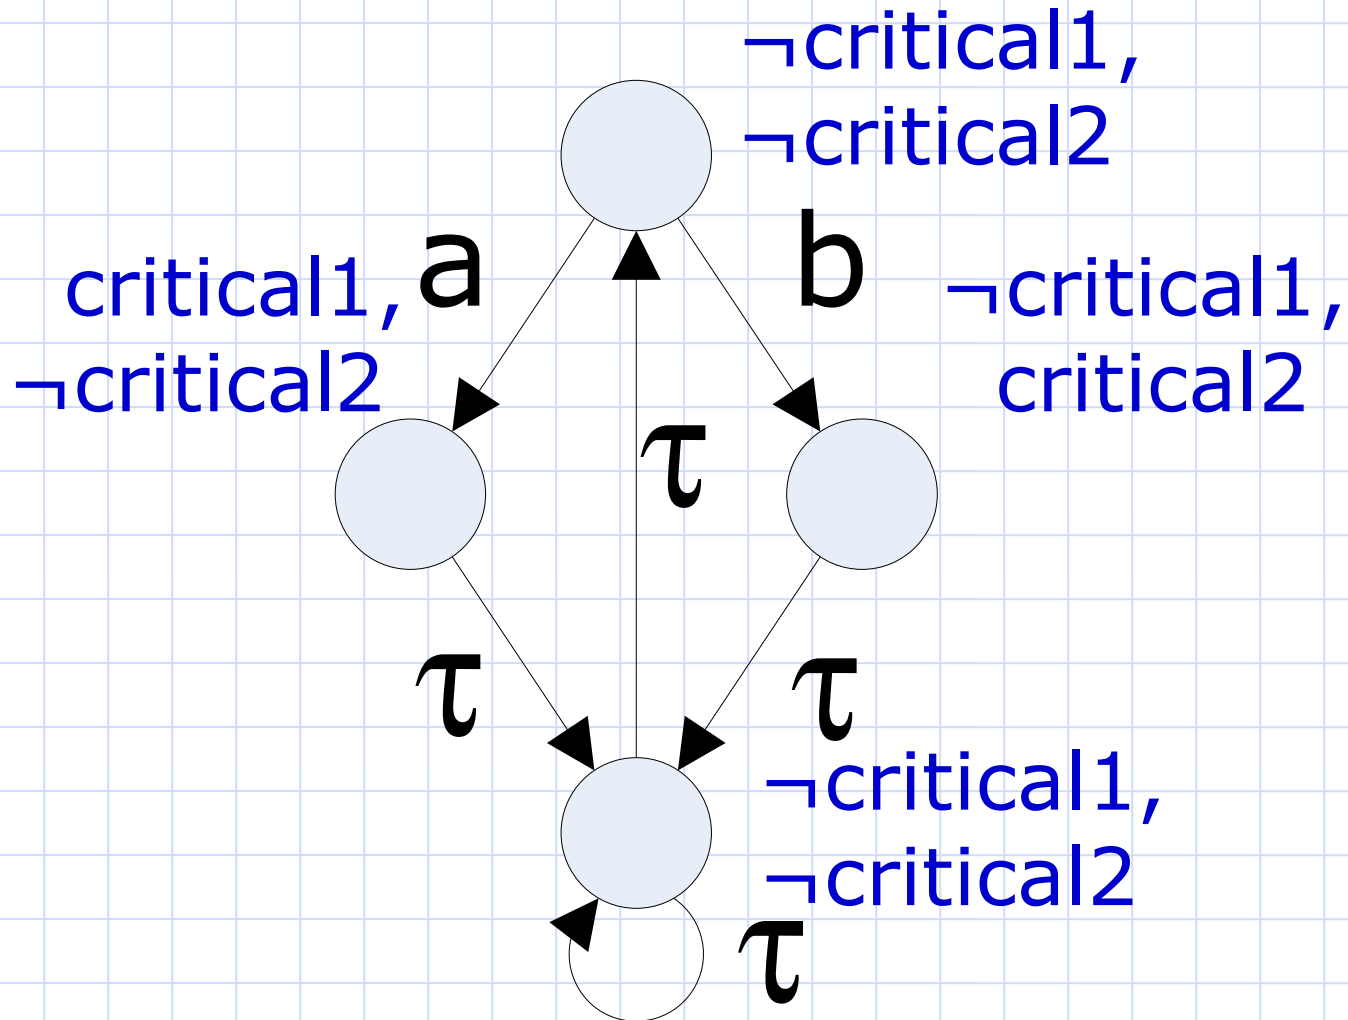 ¬critical1,
¬critical2
a
b
critical1,
¬critical2
¬critical1,
critical2
τ
τ
τ
¬critical1,
¬critical2
τ